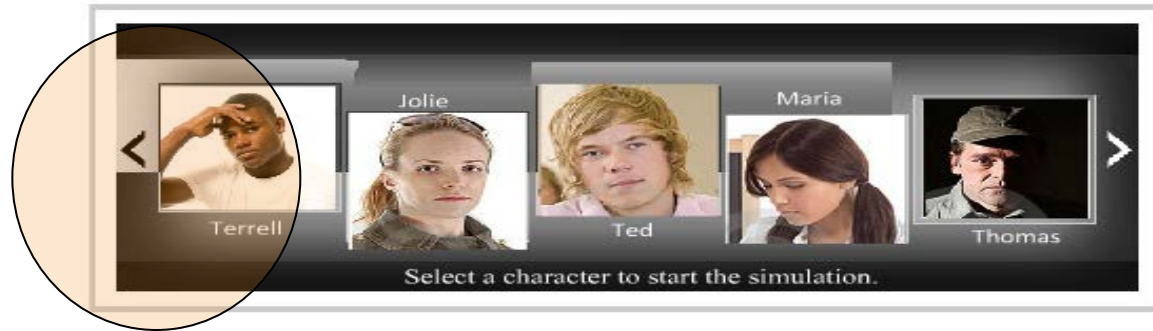 Jolie
Maria
Terrell
Ted
Thomas
Select a character to start the simulation.